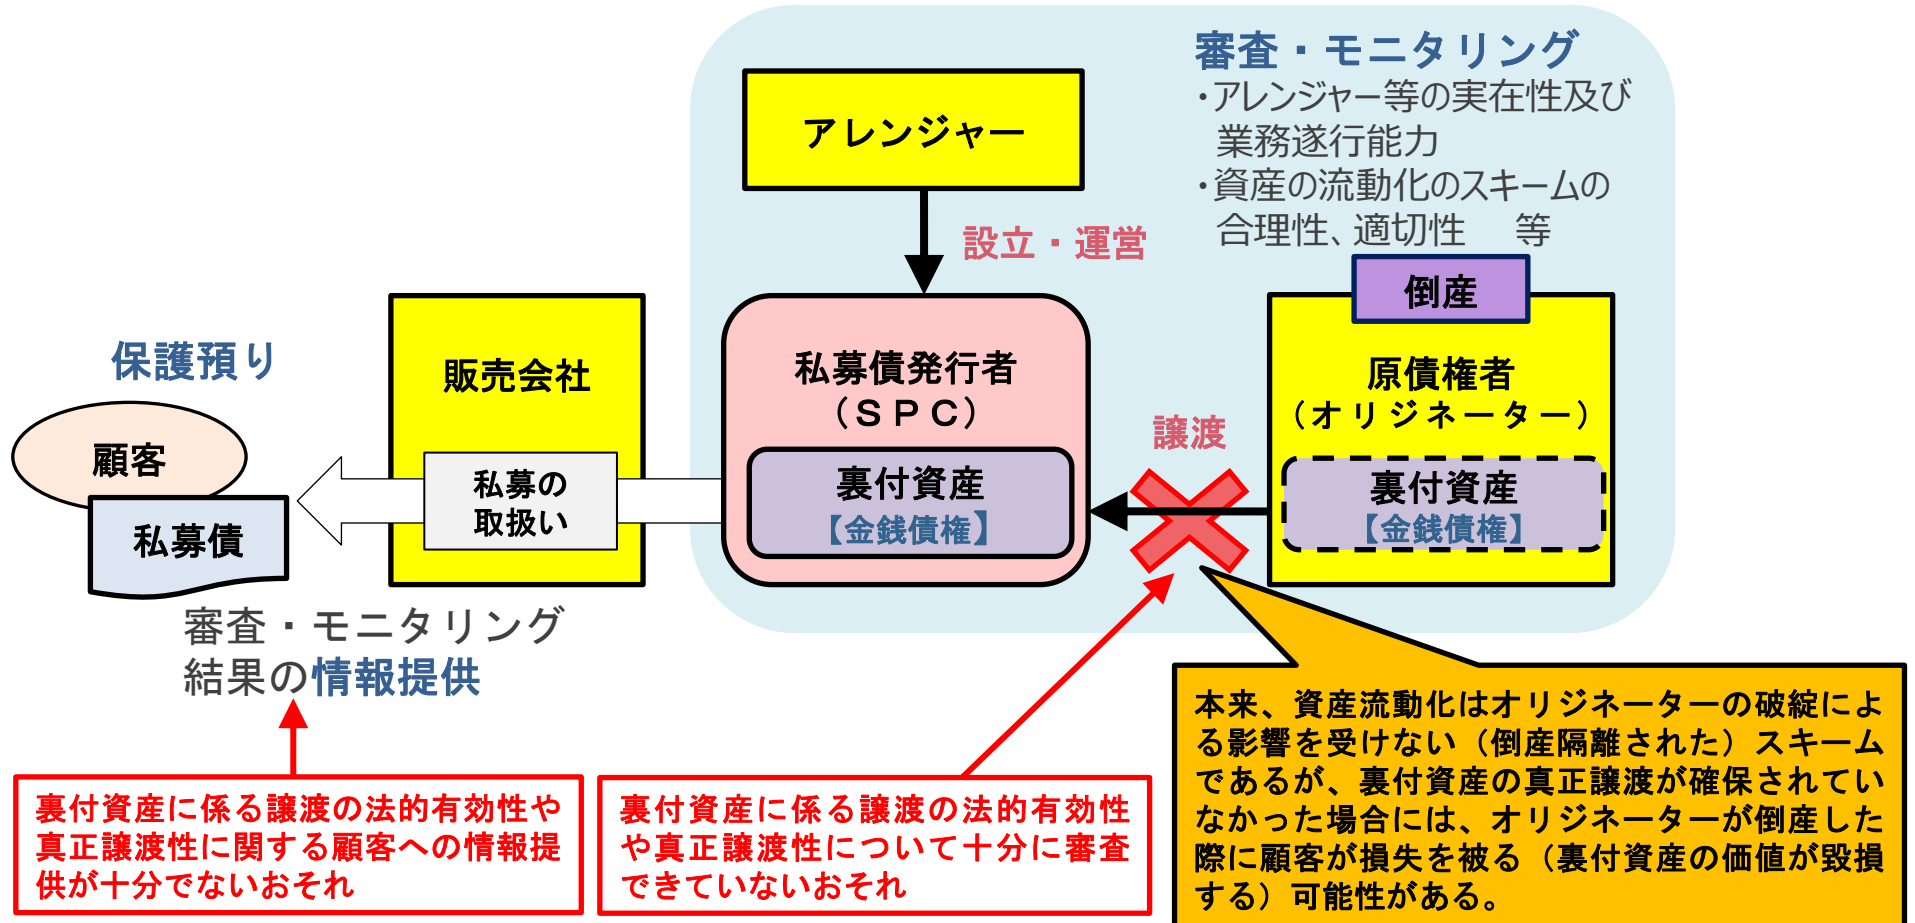 審査・モニタリング
・アレンジャー等の実在性及び
業務遂行能力
・資産の流動化のスキームの
合理性、適切性　等
アレンジャー
設立・運営
倒産
保護預り
販売会社
私募債発行者
（ＳＰＣ）
原債権者
（オリジネーター）
譲渡
顧客
私募債
私募の
取扱い
裏付資産
【金銭債権】
裏付資産
【金銭債権】
審査・モニタリング
結果の情報提供
裏付資産に係る譲渡の法的有効性や
真正譲渡性に関する顧客への情報提
供が十分でないおそれ
裏付資産に係る譲渡の法的有効性
や真正譲渡性について十分に審査
できていないおそれ
本来、資産流動化はオリジネーターの破綻によ
る影響を受けない（倒産隔離された）スキーム
であるが、裏付資産の真正譲渡が確保されてい
なかった場合には、オリジネーターが倒産した
際に顧客が損失を被る（裏付資産の価値が毀損
する）可能性がある。